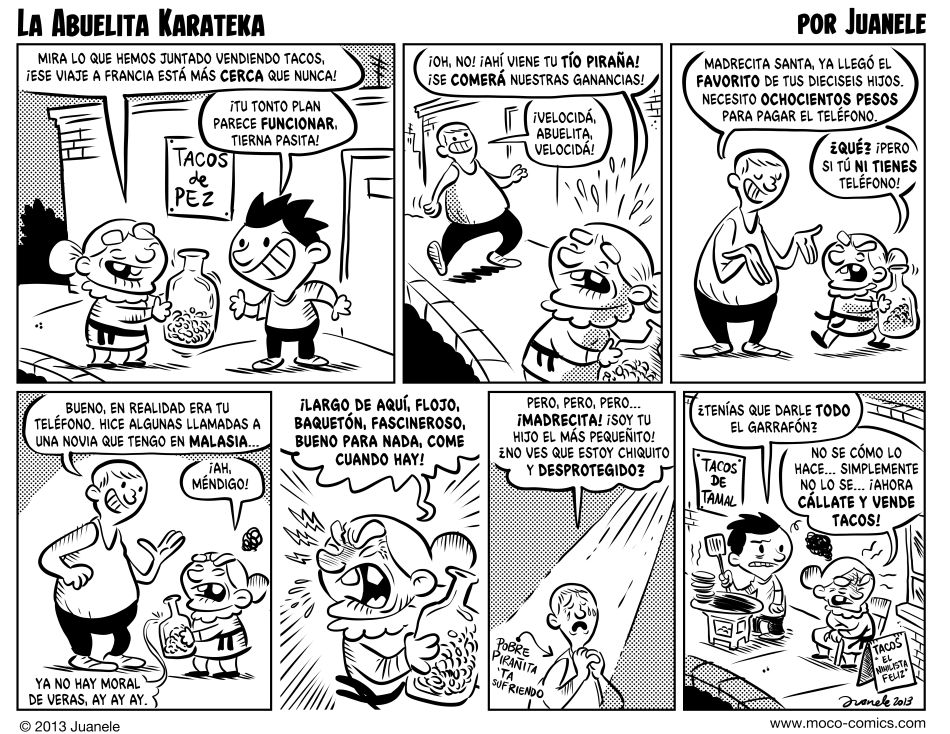 LA ABUELITA KARATEKA
POR JUANELE
MIRA LO QUE HEMOS JUNTADO VENDIENDO TACOS,
¡ESE VIAJE A FRANCIA ESTÁ MÁS CERCA QUE NUNCA!
¡TU TONTO PLAN
PARECE FUNCIONAR,
TIERNA PASITA!
TACOS
de
PEZ
¡OH, NO! ¡AHÍ VIENE TU TÍO PIRAÑA!
¡SE COMERÁ NUESTRAS GANANCIAS!
¡VELOCIDÁ,
ABUELITA,
VELOCIDÁ!
MADRECITA SANTA, YA LLEGÓ EL
FAVORITO DE TUS DIECISEIS HIJOS.
NECESITO OCHOCIENTOS PESOS
PARA PAGAR EL TELÉFONO.
¿QUÉ? ¡PERO
SI TÚ NI TIENES
TELÉFONO!
BUENO, EN REALIDAD ERA TU
TELÉFONO. HICE ALGUNAS LLAMADAS A
UNA NOVIA QUE TENGO EN MALASIA...
¡AH,
MÉNDIGO!
YA NO HAY MORAL
DE VERAS, AY AY AY.
¡LARGO DE AQUÍ, FLOJO,
BAQUETÓN, FASCINEROSO,
BUENO PARA NADA, COME
CUANDO HAY!
PERO, PERO, PERO...
¡MADRECITA! ¡SOY TU
HIJO EL MÁS PEQUEÑITO!
¿NO VES QUE ESTOY CHIQUITO
Y DESPROTEGIDO?
POBRE
PIRAÑITA
'TA
SUFRIENDO
¿TENÍAS QUE DARLE TODO
EL GARRAFÓN?
NO SE CÓMO LO
HACE... SIMPLEMENTE
NO LO SE... ¡AHORA
CÁLLATE Y VENDE
TACOS!
TACOS
DE
TAMAL
TACOS
"EL
NIHILISTA
FELIZ"
Juanele 2013
© 2013 Juanele
www.moco-comics.com